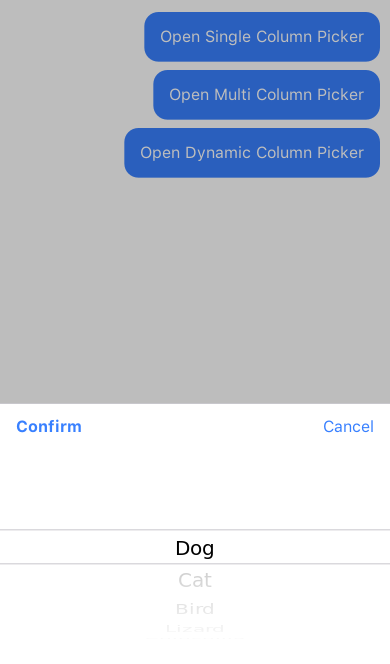 Open Single Column Picker
Open Multi Column Picker
Open Dynamic Column Picker
Confirm
Cancel
Dog
Cat
Bird
Lizard